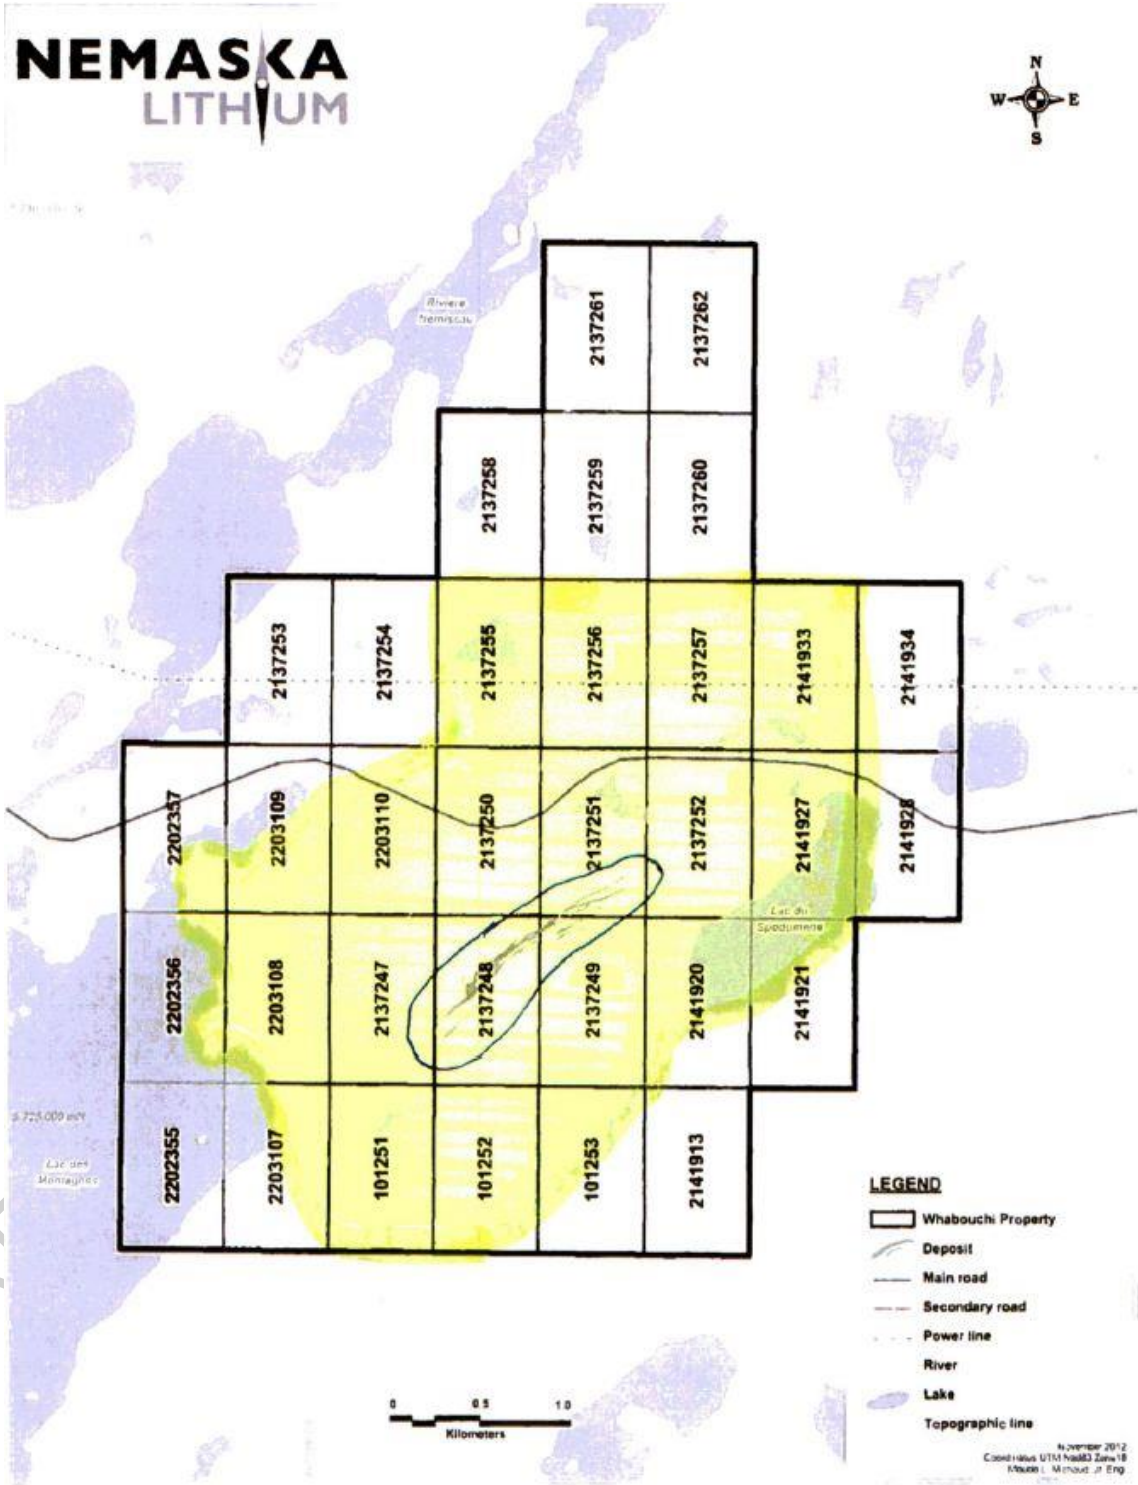 NEMASKA
LITHIUM
N
W E
S
Rivière
Nemiscau
2137261
2137262
2137258
2137259
2137260
2137253
2137254
2137255
2137256
2137257
2141933
2141934
2202357
2203109
2203110
2137250
2137251
2137252
2141927
2141928
Lac du
Spodumène
2202356
2203108
2137247
2137248
2137249
2141920
2141921
5 725,000 mN
Lac des
Montagnes
2202355
2203107
101251
101252
101253
2141913
LEGEND
Whabouchi Property
Deposit
Main road
Secondary road
Power line
River
Lake
Topographic line
0 0.5 1.0
Kilometers
November 2012
Coordinates UTM Nad83 Zone18